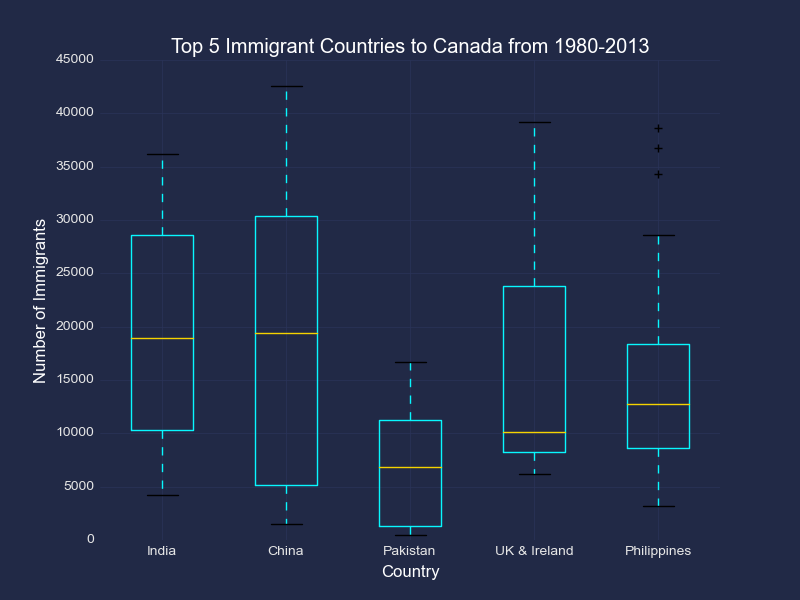 Top 5 Immigrant Countries to Canada from 1980-2013
45000
40000
35000
30000
25000
20000
15000
10000
5000
0
Number of Immigrants
India China Pakistan UK & Ireland Philippines
Country